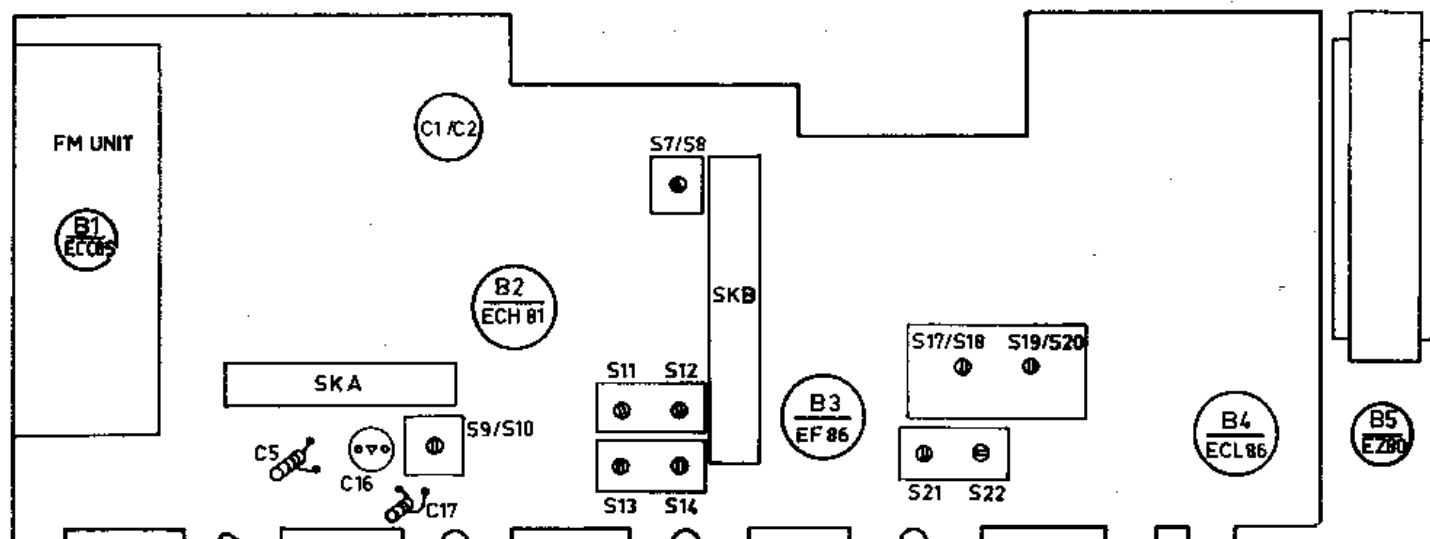 FM UNIT
B1
ECC85
C1/C2
S7/S8
SKB
B2
ECH 81
SKA
S9/S10
C5
C16
C17
S11 S12
S13 S14
B3
EF 86
S17/S18 S19/S20
S21 S22
B4
ECL 86
B5
EZ80